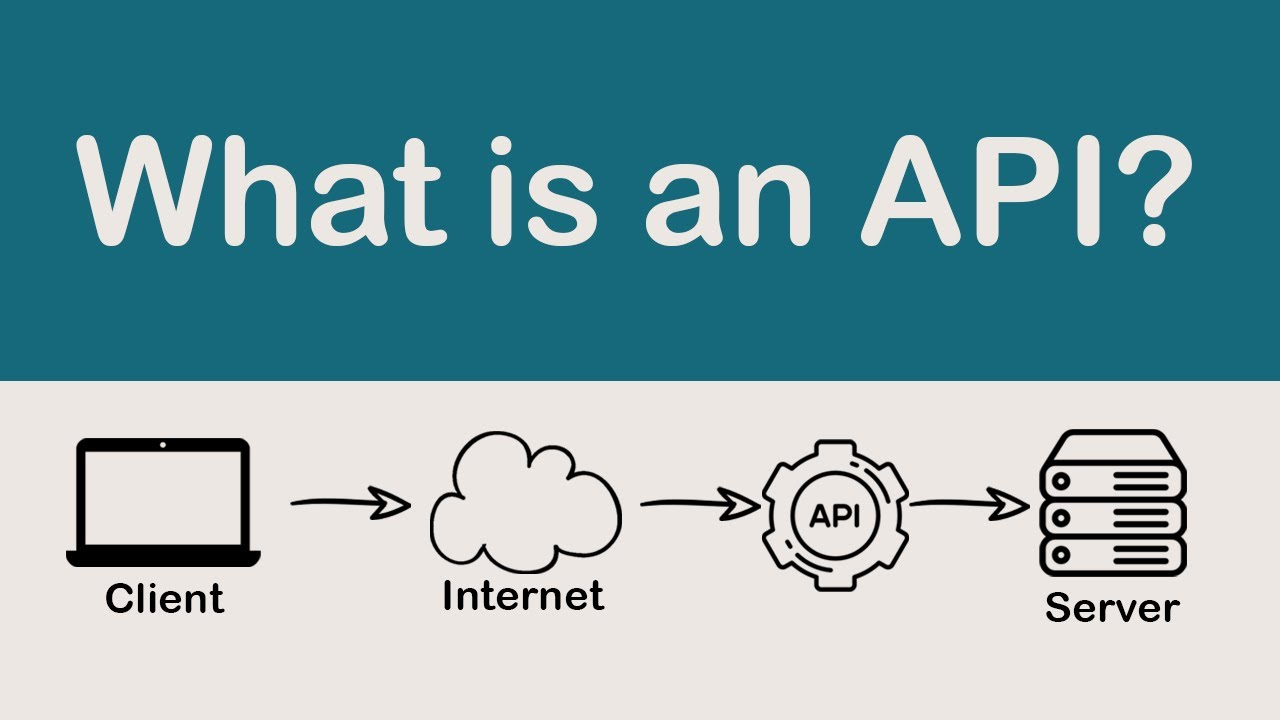 What is an API?
API
Client
Internet
Server